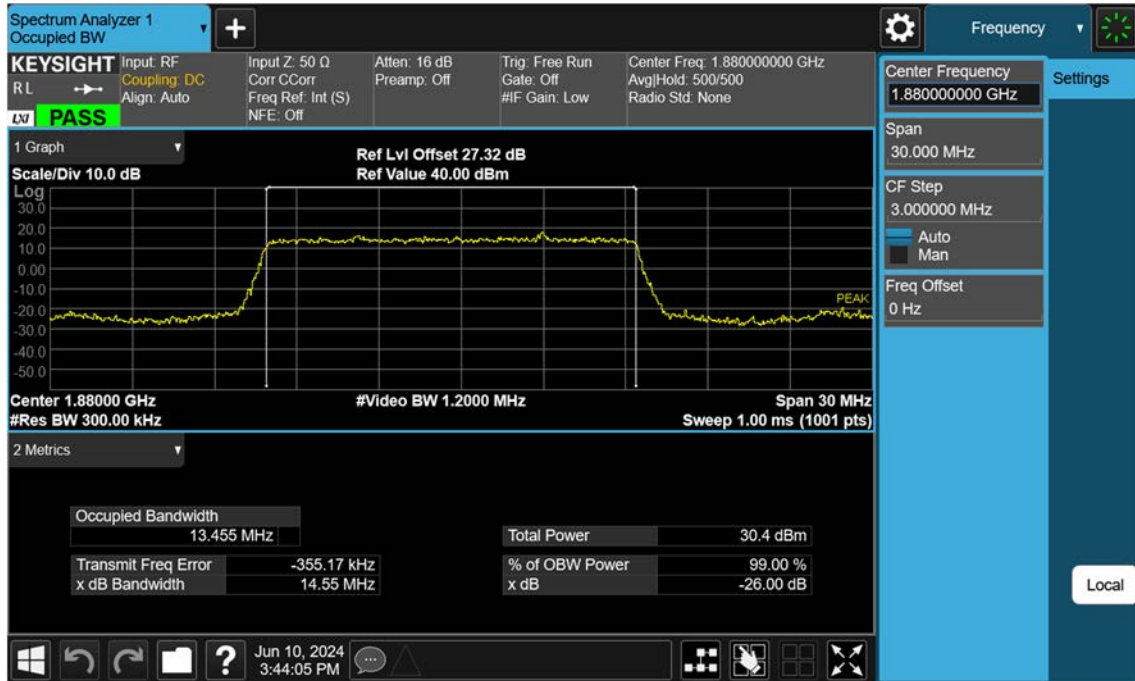 Spectrum Analyzer 1
Occupied BW
+
Frequency
KEYSIGHT
R L
LXI
PASS
Input: RF
Coupling: DC
Align: Auto
Input Z: 50 Ω
Corr CCorr
Freq Ref: Int (S)
NFE: Off
Atten: 16 dB
Preamp: Off
Trig: Free Run
Gate: Off
#IF Gain: Low
Center Freq: 1.880000000 GHz
Avg|Hold: 500/500
Radio Std: None
Center Frequency
1.880000000 GHz
Settings
Span
30.000 MHz
CF Step
3.000000 MHz
Auto
Man
Freq Offset
0 Hz
Local
1 Graph
Scale/Div 10.0 dB
Ref Lvl Offset 27.32 dB
Ref Value 40.00 dBm
Log
30.0
20.0
10.0
0.00
-10.0
-20.0
-30.0
-40.0
-50.0
PEAK
Center 1.88000 GHz
#Video BW 1.2000 MHz
Span 30 MHz
#Res BW 300.00 kHz
Sweep 1.00 ms (1001 pts)
2 Metrics
Occupied Bandwidth
13.455 MHz
Total Power 30.4 dBm
Transmit Freq Error -355.17 kHz
% of OBW Power 99.00 %
x dB Bandwidth 14.55 MHz
x dB -26.00 dB
?
Jun 10, 2024
3:44:05 PM